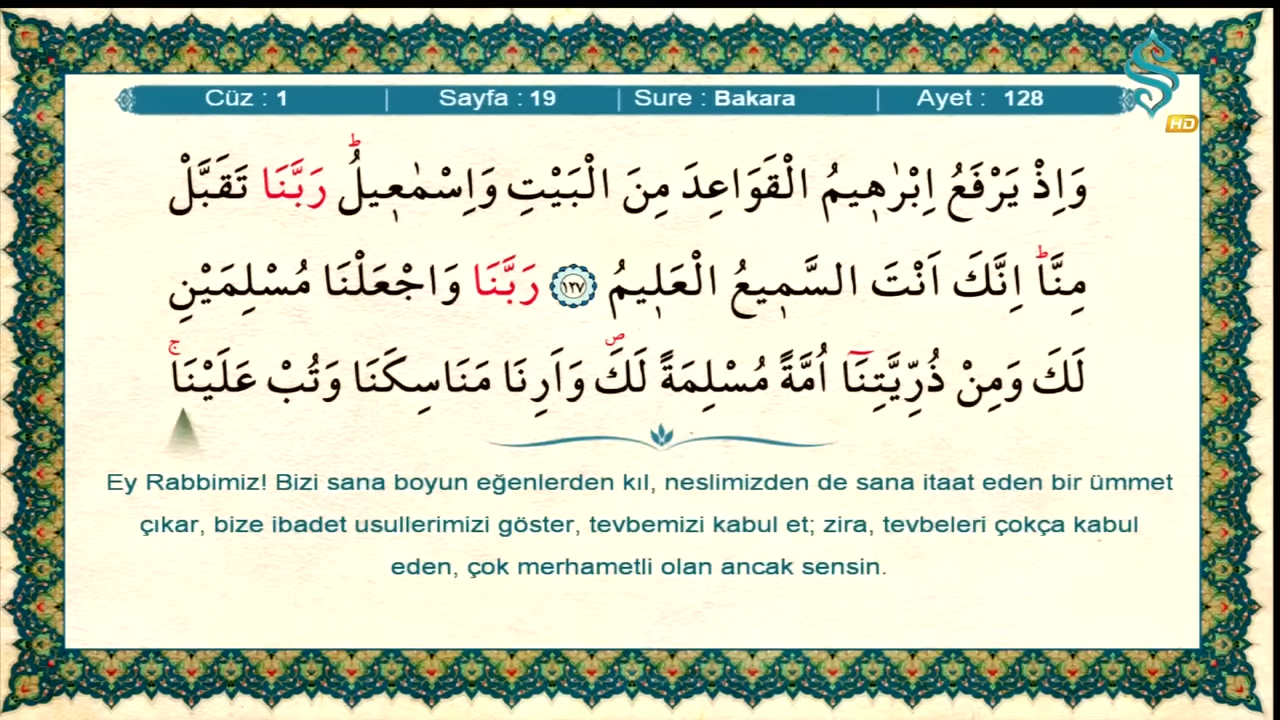 Cüz : 1 | Sayfa : 19 | Sure : Bakara | Ayet : 128
HD
وَاِذْ يَرْفَعُ اِبْرٰه۪يمُ الْقَوَاعِدَ مِنَ الْبَيْتِ وَاِسْمٰع۪يلُۜ رَبَّنَا تَقَبَّلْ
مِنَّاۜ اِنَّكَ اَنْتَ السَّم۪يعُ الْعَل۪يمُ ﴿١٢٧﴾ رَبَّنَا وَاجْعَلْنَا مُسْلِمَيْنِ
لَكَ وَمِنْ ذُرِّيَّتِنَٓا اُمَّةً مُسْلِمَةً لَكَۖ وَاَرِنَا مَنَاسِكَنَا وَتُبْ عَلَيْنَاۚ
Ey Rabbimiz! Bizi sana boyun eğenlerden kıl, neslimizden de sana itaat eden bir ümmet
çıkar, bize ibadet usullerimizi göster, tevbemizi kabul et; zira, tevbeleri çokça kabul
eden, çok merhametli olan ancak sensin.